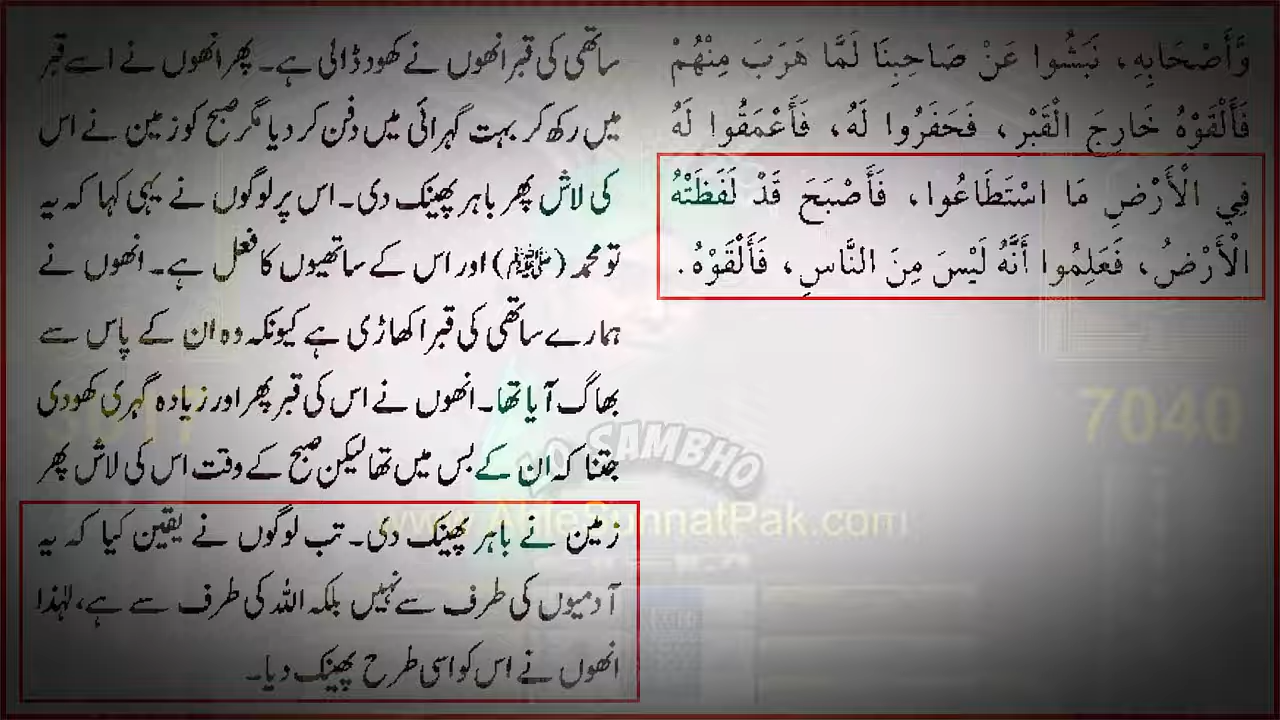 وَّأَصْحَابِهِ، نَبَشُوا عَنْ صَاحِبِنَا لَمَّا هَرَبَ مِنْهُمْ
فَأَلْقَوْهُ خَارِجَ الْقَبْرِ، فَحَفَرُوا لَهُ، فَأَعْمَقُوا لَهُ
فِي الْأَرْضِ مَا اسْتَطَاعُوا، فَأَصْبَحَ قَدْ لَفَظَتْهُ
الْأَرْضُ، فَعَلِمُوا أَنَّهُ لَيْسَ مِنَ النَّاسِ، فَأَلْقَوْهُ.
ساتھی کی قبر انھوں نے کھود ڈالی ہے۔ پھر انھوں نے اسے قبر
میں رکھ کر بہت گہرائی میں دفن کر دیا مگر صبح کو زمین نے اس
کی لاش پھر باہر پھینک دی۔ اس پر لوگوں نے یہی کہا کہ یہ
تو محمد (ﷺ) اور اس کے ساتھیوں کا فعل ہے۔ انھوں نے
ہمارے ساتھی کی قبر اکھاڑی ہے کیونکہ وہ ان کے پاس سے
بھاگ آیا تھا۔ انھوں نے اس کی قبر پھر اور زیادہ گہری کھودی
جتنا کہ ان کے بس میں تھا لیکن صبح کے وقت اس کی لاش پھر
زمین نے باہر پھینک دی۔ تب لوگوں نے یقین کیا کہ یہ
آدمیوں کی طرف سے نہیں بلکہ اللہ کی طرف سے ہے، لہٰذا
انھوں نے اس کو اسی طرح پھینک دیا۔
7040
SAMBHO
www.AhleSunnatPak.com